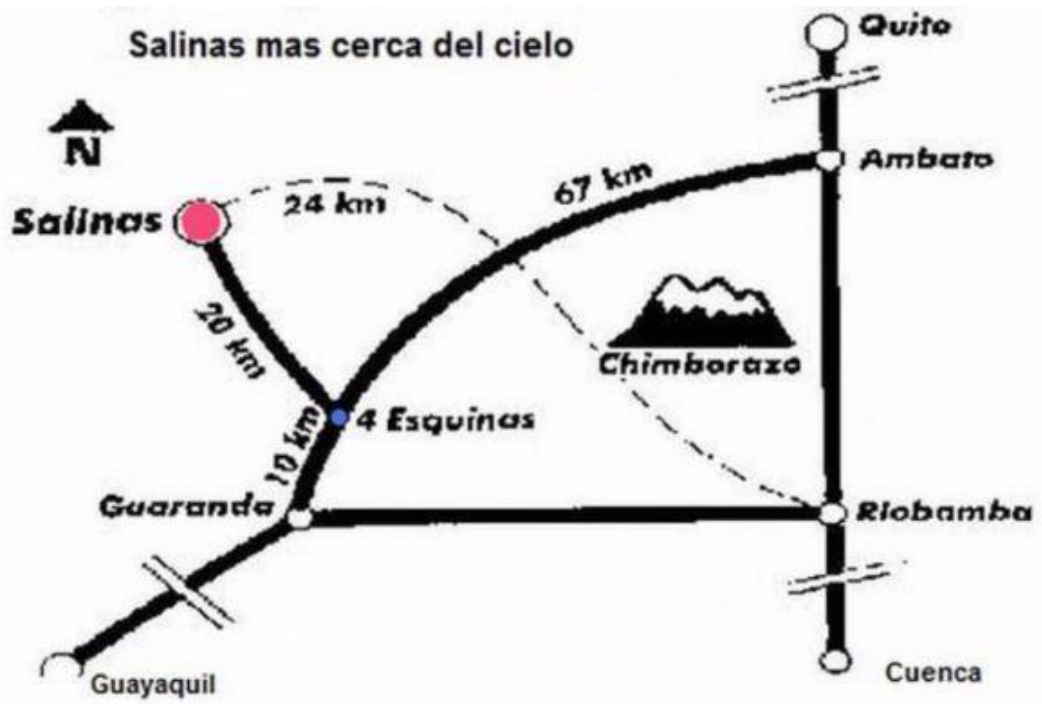 Salinas mas cerca del cielo
Quito
N
Ambato
67 km
24 km
Salinas
20 km
Chimborazo
4 Esquinas
10 km
Guaranda
Riobamba
Guayaquil
Cuenca